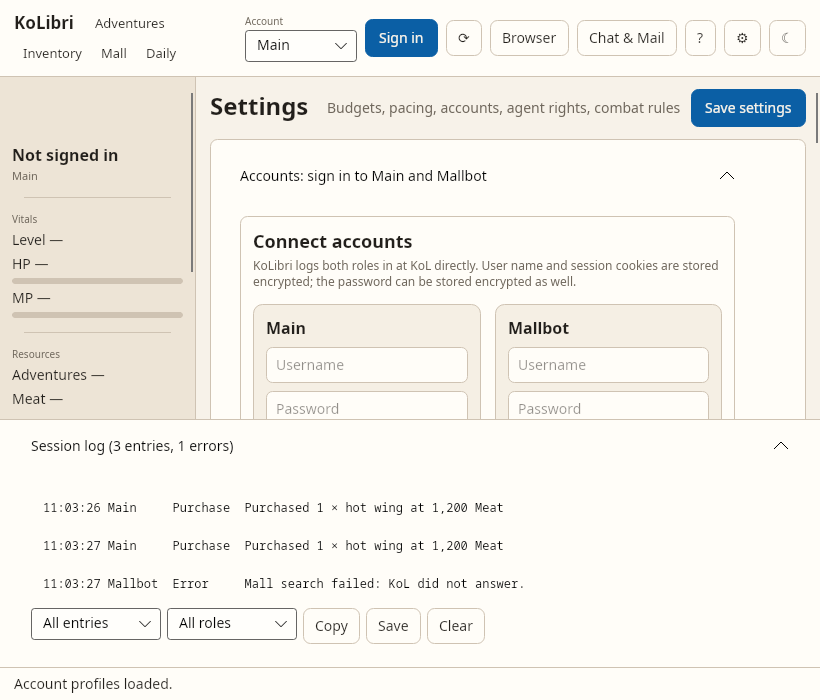 KoLibri
Adventures
Inventory
Mall
Daily
Account
Main
Sign in
⟳
Browser
Chat & Mail
?
⚙
☾
Not signed in
Main
Vitals
Level —
HP —
MP —
Resources
Adventures —
Meat —
Settings
Budgets, pacing, accounts, agent rights, combat rules
Save settings
Accounts: sign in to Main and Mallbot
Connect accounts
KoLibri logs both roles in at KoL directly. User name and session cookies are stored
encrypted; the password can be stored encrypted as well.
Main
Username
Password
Mallbot
Username
Password
Session log (3 entries, 1 errors)
11:03:26 Main Purchase Purchased 1 × hot wing at 1,200 Meat
11:03:27 Main Purchase Purchased 1 × hot wing at 1,200 Meat
11:03:27 Mallbot Error Mall search failed: KoL did not answer.
All entries
All roles
Copy
Save
Clear
Account profiles loaded.